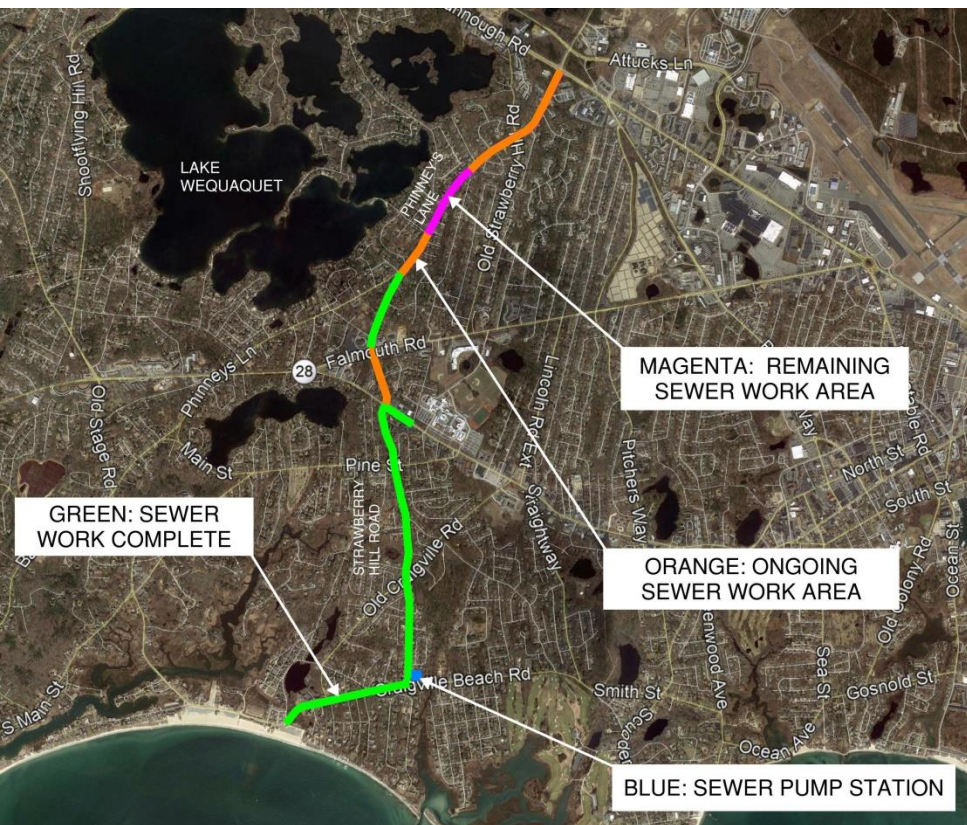 Shootflying Hill Rd
Attucks Ln
LAKE
WEQUAQUET
PHINNEY'S
LANE
Old Strawberry Hill Rd
Falmouth Rd
28
Phinneys Ln
Old Stage Rd
Main St
Pine St
Lincoln Rd Ext
Straightway
Pitchers Way
MAGENTA: REMAINING
SEWER WORK AREA
Way
North St
South St
GREEN: SEWER
WORK COMPLETE
STRAWBERRY
HILL ROAD
Old Craigville Rd
ORANGE: ONGOING
SEWER WORK AREA
Old Colony Rd
Ocean St
Craigville Beach Rd
Smith St
Sea St
Gosnold St
S Main St
Ocean Ave
BLUE: SEWER PUMP STATION